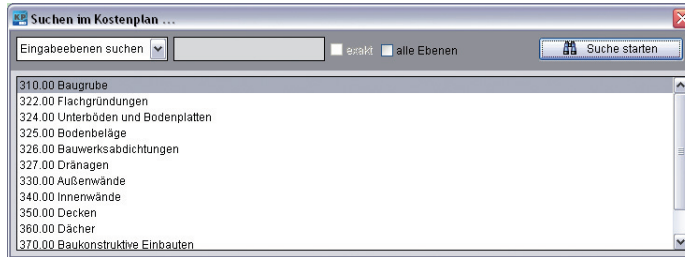 KP Suchen im Kostenplan ...
Eingabeebenen suchen exakt alle Ebenen Suche starten
310.00 Baugrube
322.00 Flachgründungen
324.00 Unterböden und Bodenplatten
325.00 Bodenbeläge
326.00 Bauwerksabdichtungen
327.00 Dränagen
330.00 Außenwände
340.00 Innenwände
350.00 Decken
360.00 Dächer
370.00 Baukonstruktive Einbauten